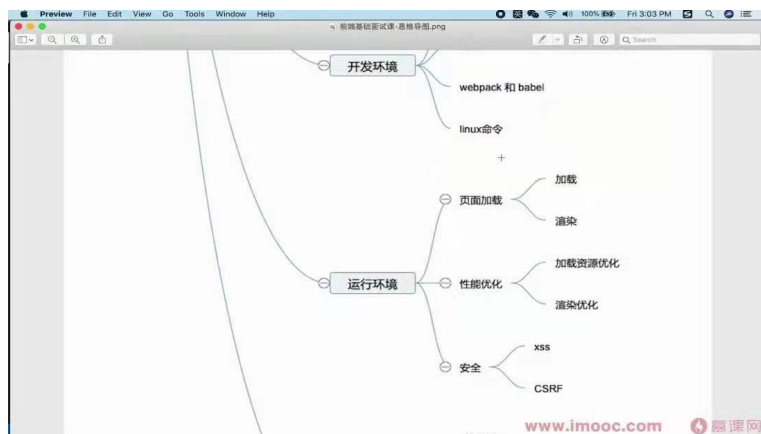 Preview File Edit View Go Tools Window Help
100% Fri 3:03 PM
前端基础面试课-思维导图.png
Search
开发环境
webpack 和 babel
linux命令
页面加载
加载
渲染
运行环境
性能优化
加载资源优化
渲染优化
安全
xss
CSRF
www.imooc.com
慕课网